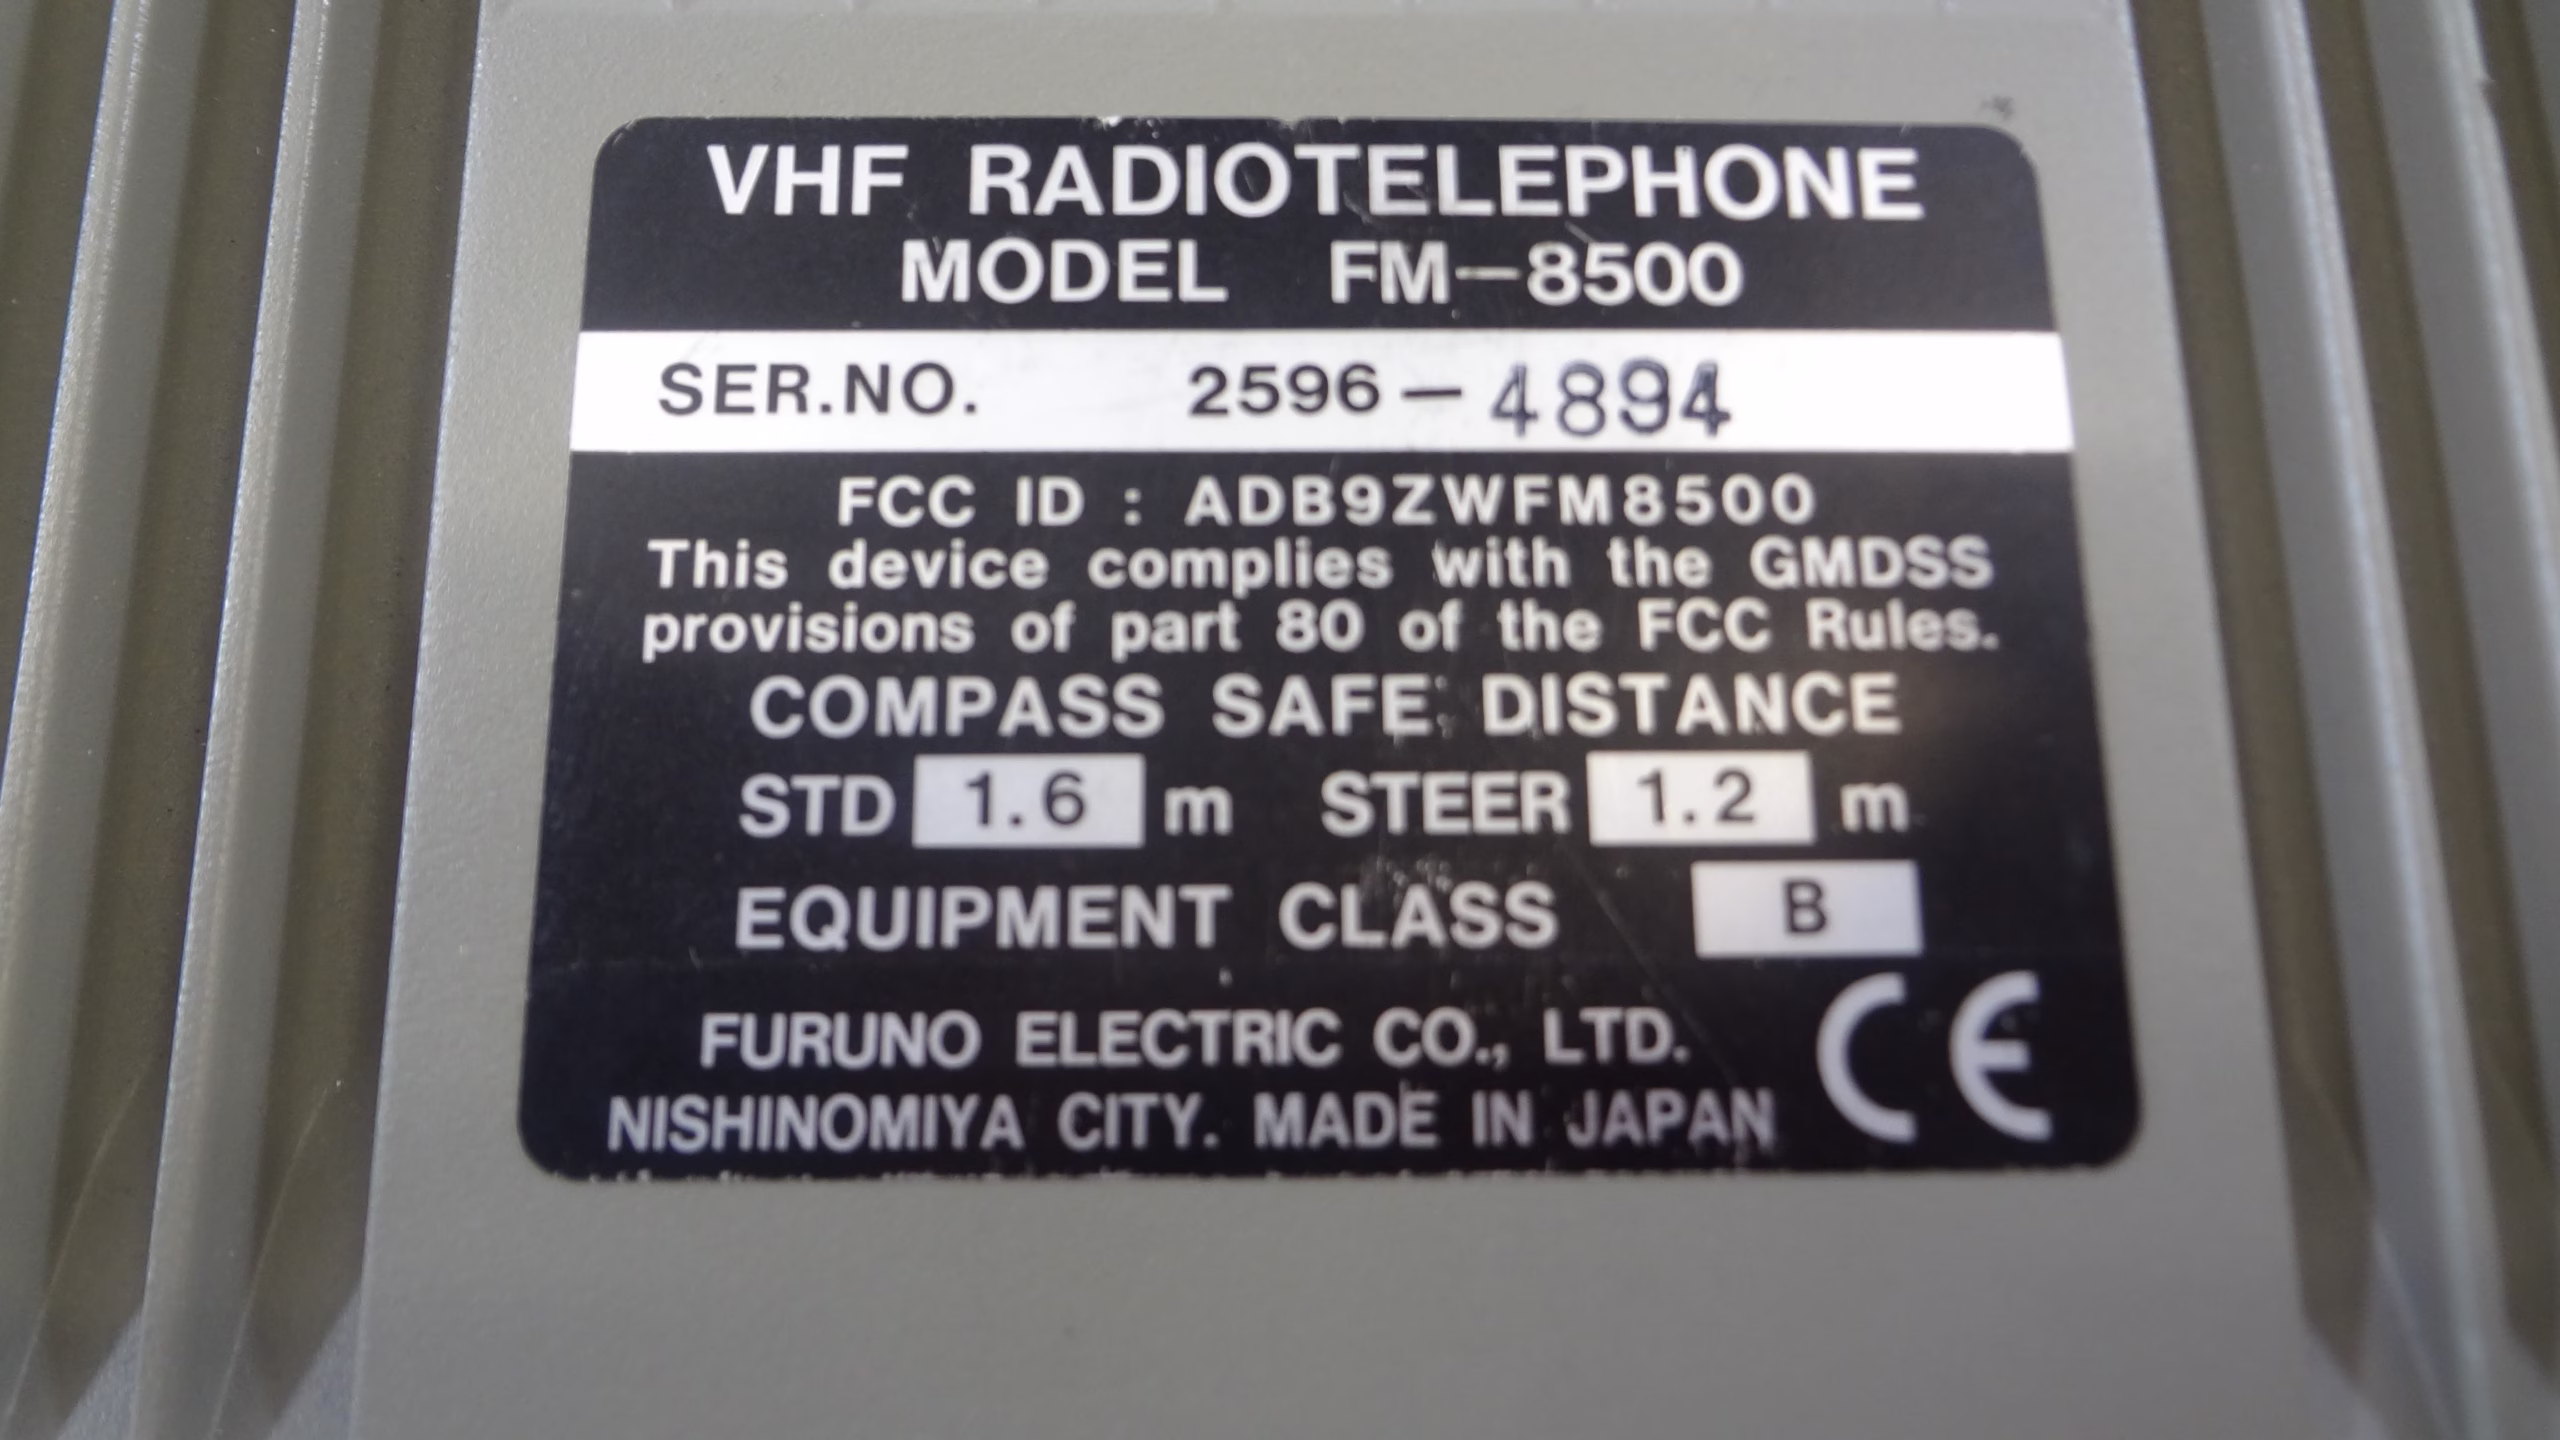 VHF RADIOTELEPHONE
MODEL FM-8500
SER.NO. 2596-4894
FCC ID : ADB9ZWFM8500
This device complies with the GMDSS
provisions of part 80 of the FCC Rules.
COMPASS SAFE DISTANCE
STD 1.6 m STEER 1.2 m
EQUIPMENT CLASS B
FURUNO ELECTRIC CO., LTD.
NISHINOMIYA CITY. MADE IN JAPAN CE